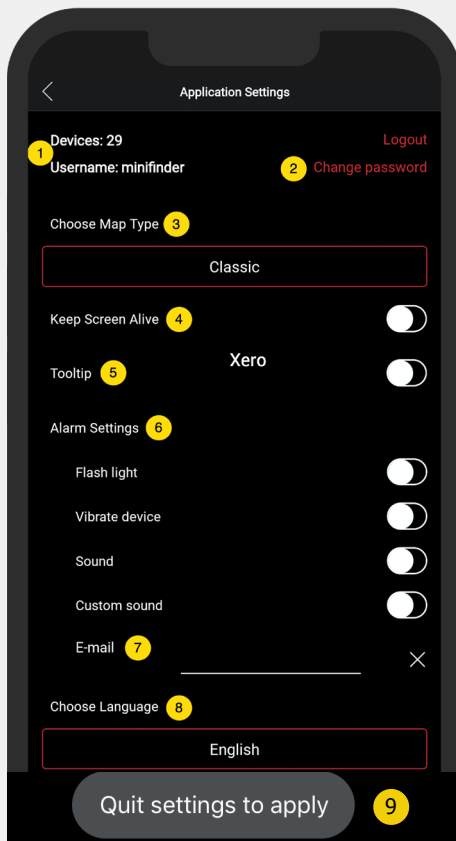 Application Settings
1 Devices: 29 Logout
Username: minifinder 2 Change password
Choose Map Type 3
Classic
Keep Screen Alive 4
Xero
Tooltip 5
Alarm Settings 6
Flash light
Vibrate device
Sound
Custom sound
E-mail 7
Choose Language 8
English
Quit settings to apply 9